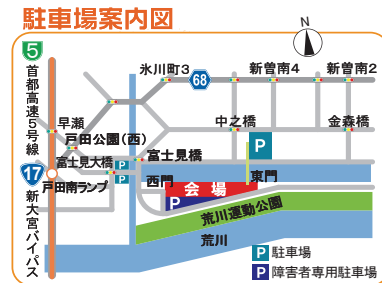 駐車場案内図
N
5
首都高速5号線
氷川町3
68
新曽南4
新曽南2
早瀬
戸田公園(西)
中之橋
金森橋
富士見大橋
富士見橋
P
P
P
17
戸田南ランプ
西門
会場
東門
新大宮バイパス
P
荒川運動公園
荒川
P 駐車場
P 障害者専用駐車場